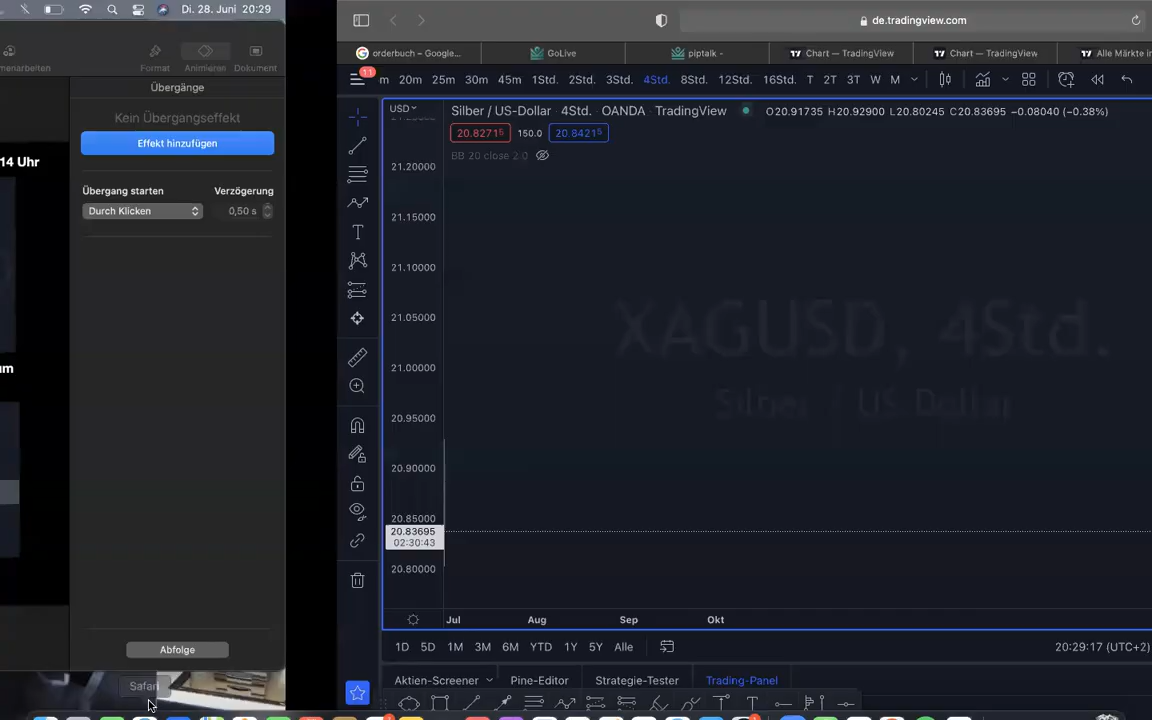 Di. 28. Juni 20:29
menarbeiten
Format
Animieren
Dokument
Übergänge
Kein Übergangseffekt
Effekt hinzufügen
14 Uhr
Übergang starten
Verzögerung
Durch Klicken
0,50 s
Abfolge
Safari
de.tradingview.com
orderbuch – Google...
GoLive
piptalk -
Chart — TradingView
Chart — TradingView
Alle Märkte
11
m 20m 25m 30m 45m 1Std. 2Std. 3Std. 4Std. 8Std. 12Std. 16Std. T 2T 3T W M
USD
Silber / US-Dollar · 4Std. · OANDA · TradingView
O20.91735 H20.92900 L20.80245 C20.83695 −0.08040 (−0.38%)
20.82715
150.0
20.84215
BB 20 close 2 0
21.20000
21.15000
21.10000
21.05000
21.00000
20.95000
20.90000
20.85000
20.83695
02:30:43
20.80000
XAGUSD, 4Std.
Silber / US-Dollar
Jul Aug Sep Okt
1D 5D 1M 3M 6M YTD 1Y 5Y Alle
20:29:17 (UTC+2)
Aktien-Screener
Pine-Editor
Strategie-Tester
Trading-Panel